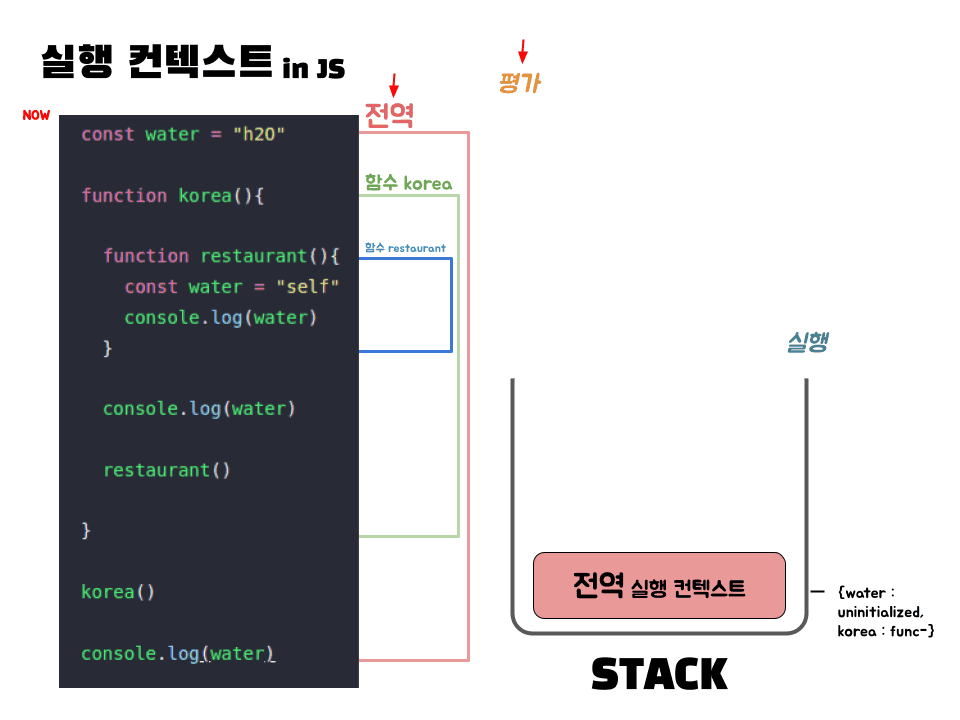 실행 컨텍스트 in JS
평가
전역
NOW
const water = "h2O"
function korea(){
함수 korea
function restaurant(){
함수 restaurant
const water = "self"
console.log(water)
}
실행
console.log(water)
restaurant()
}
korea()
console.log(water)
전역 실행 컨텍스트
{water :
uninitialized,
korea : func-}
STACK